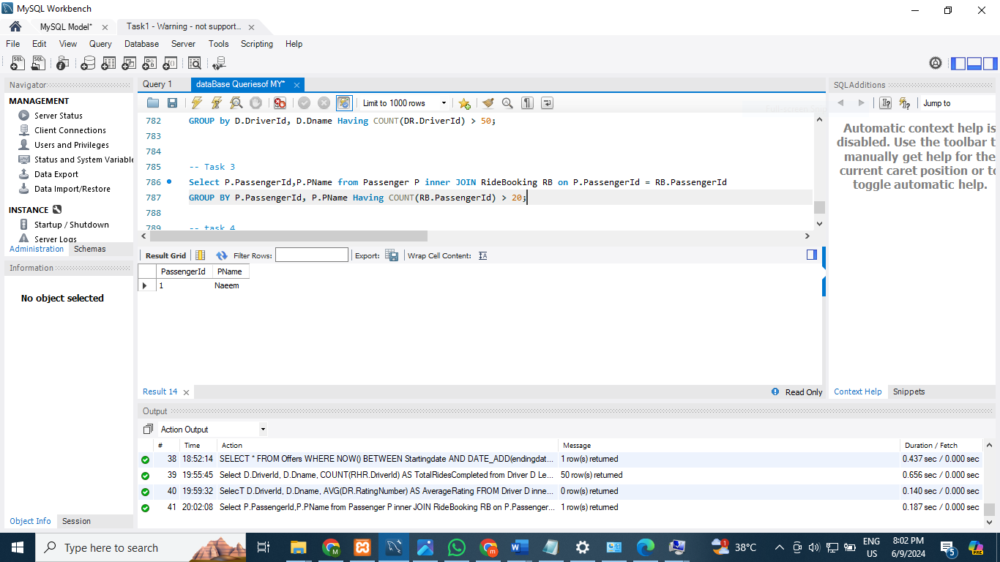 MySQL Workbench
MySQL Model*
Task1 - Warning - not support...
File Edit View Query Database Server Tools Scripting Help
Navigator
MANAGEMENT
Server Status
Client Connections
Users and Privileges
Status and System Variable
Data Export
Data Import/Restore
INSTANCE
Startup / Shutdown
Server Logs
Administration Schemas
Information
No object selected
Object Info Session
Query 1
dataBase Queriesof MY*
Limit to 1000 rows
782 GROUP by D.DriverId, D.Dname Having COUNT(DR.DriverId) > 50;
783
784
785 -- Task 3
786 Select P.PassengerId,P.PName from Passenger P inner JOIN RideBooking RB on P.PassengerId = RB.PassengerId
787 GROUP BY P.PassengerId, P.PName Having COUNT(RB.PassengerId) > 20;
788
789 -- task 4
Result Grid Filter Rows: Export: Wrap Cell Content:
PassengerId PName
1 Naeem
Result 14
Read Only
SQLAdditions
Jump to
Automatic context help is
disabled. Use the toolbar t
manually get help for the
current caret position or to
toggle automatic help.
Context Help Snippets
Output
Action Output
# Time Action Message Duration / Fetch
38 18:52:14 SELECT * FROM Offers WHERE NOW() BETWEEN Startingdate AND DATE_ADD(endingdat... 1 row(s) returned 0.437 sec / 0.000 sec
39 19:55:45 Select D.DriverId, D.Dname, COUNT(RHR.DriverId) AS TotalRidesCompleted from Driver D Le... 50 row(s) returned 0.656 sec / 0.000 sec
40 19:59:32 SelecT D.DriverId, D.Dname, AVG(DR.RatingNumber) AS AverageRating FROM Driver D inne... 0 row(s) returned 0.140 sec / 0.000 sec
41 20:02:08 Select P.PassengerId,P.PName from Passenger P inner JOIN RideBooking RB on P.Passenger... 1 row(s) returned 0.187 sec / 0.000 sec
Type here to search
38°C
ENG
US
8:02 PM
6/9/2024